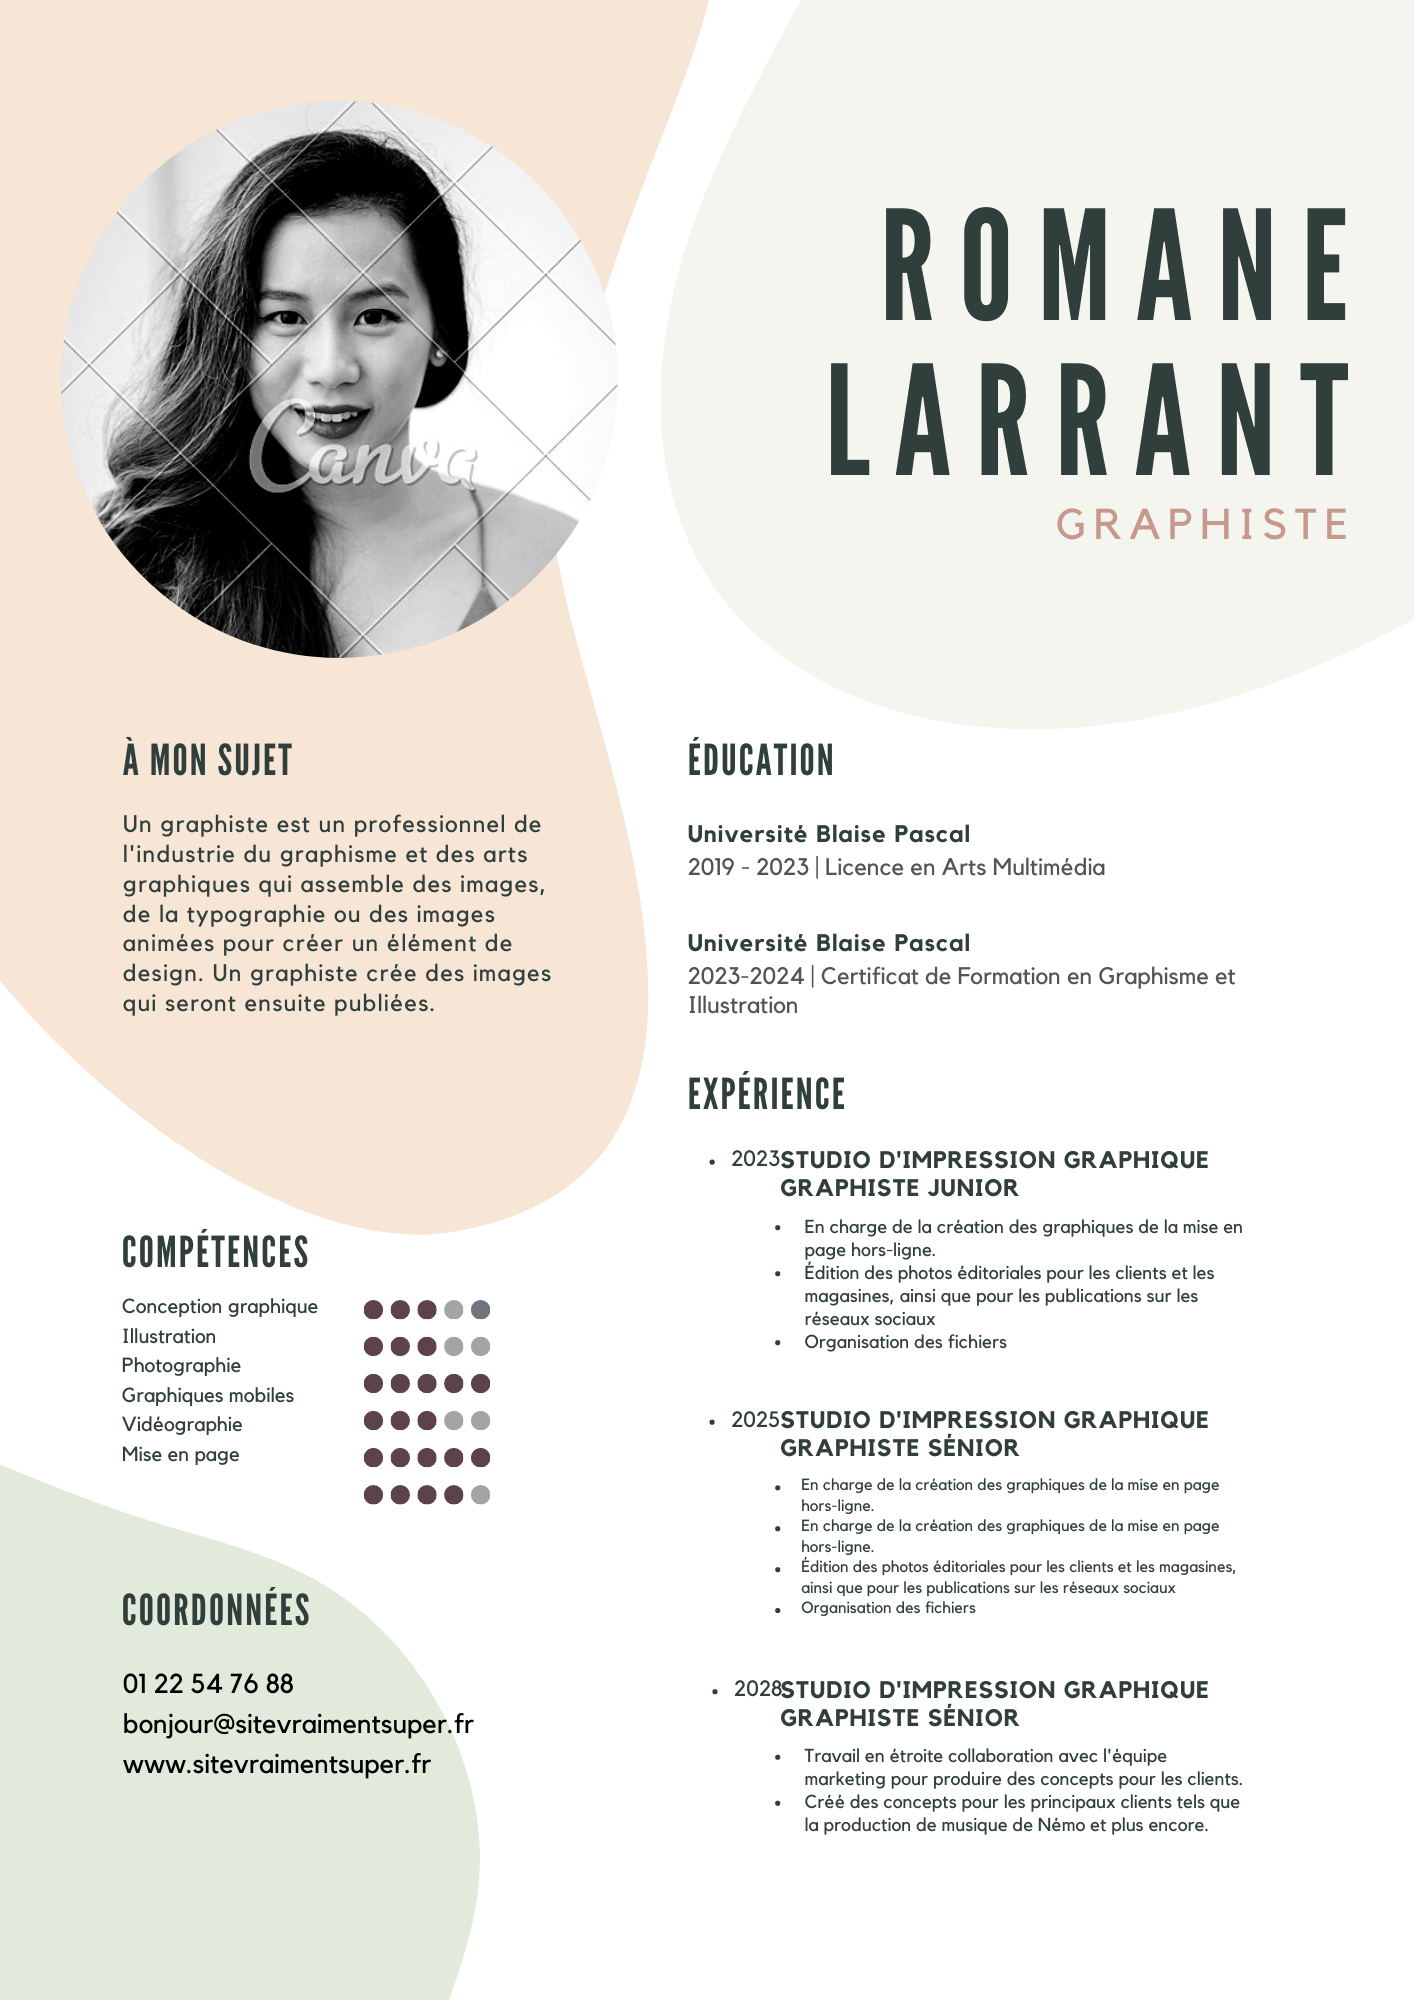 ROMANE
LARRANT
GRAPHISTE
Canva
À MON SUJET
Un graphiste est un professionnel de
l'industrie du graphisme et des arts
graphiques qui assemble des images,
de la typographie ou des images
animées pour créer un élément de
design. Un graphiste crée des images
qui seront ensuite publiées.
COMPÉTENCES
Conception graphique
Illustration
Photographie
Graphiques mobiles
Vidéographie
Mise en page
COORDONNÉES
01 22 54 76 88
bonjour@sitevraimentsuper.fr
www.sitevraimentsuper.fr
ÉDUCATION
Université Blaise Pascal
2019 - 2023 | Licence en Arts Multimédia
Université Blaise Pascal
2023-2024 | Certificat de Formation en Graphisme et
Illustration
EXPÉRIENCE
• 2023 STUDIO D'IMPRESSION GRAPHIQUE
GRAPHISTE JUNIOR
• En charge de la création des graphiques de la mise en
page hors-ligne.
• Édition des photos éditoriales pour les clients et les
magasines, ainsi que pour les publications sur les
réseaux sociaux
• Organisation des fichiers
• 2025 STUDIO D'IMPRESSION GRAPHIQUE
GRAPHISTE SÉNIOR
• En charge de la création des graphiques de la mise en page
hors-ligne.
• En charge de la création des graphiques de la mise en page
hors-ligne.
• Édition des photos éditoriales pour les clients et les magasines,
ainsi que pour les publications sur les réseaux sociaux
• Organisation des fichiers
• 2028 STUDIO D'IMPRESSION GRAPHIQUE
GRAPHISTE SÉNIOR
• Travail en étroite collaboration avec l'équipe
marketing pour produire des concepts pour les clients.
• Créé des concepts pour les principaux clients tels que
la production de musique de Némo et plus encore.